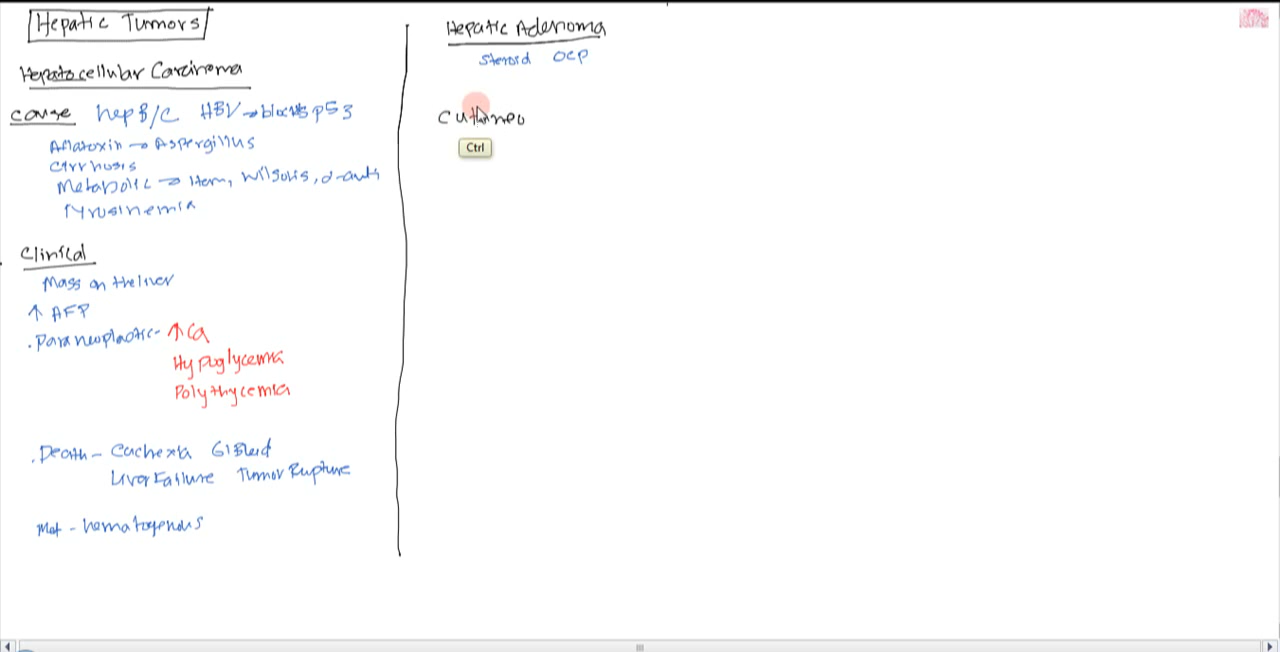 Hepatic Tumors
Hepatocellular Carcinoma
cause hepB/C HBV→blocks p53
Aflatoxin → Aspergillus
Cirrhosis
Metabolic → Hem, Wilsons, α-anti
Tyrosinemia
Clinical
Mass on the liver
↑ AFP
. Paraneoplastic - ↑ Ca
Hypoglycemia
Polythycemia
. Death - Cachexia GI Bleed
Liver Failure Tumor Rupture
Met - hematogenous
Hepatic Adenoma
Steroid OCP
Cutaneo
Ctrl